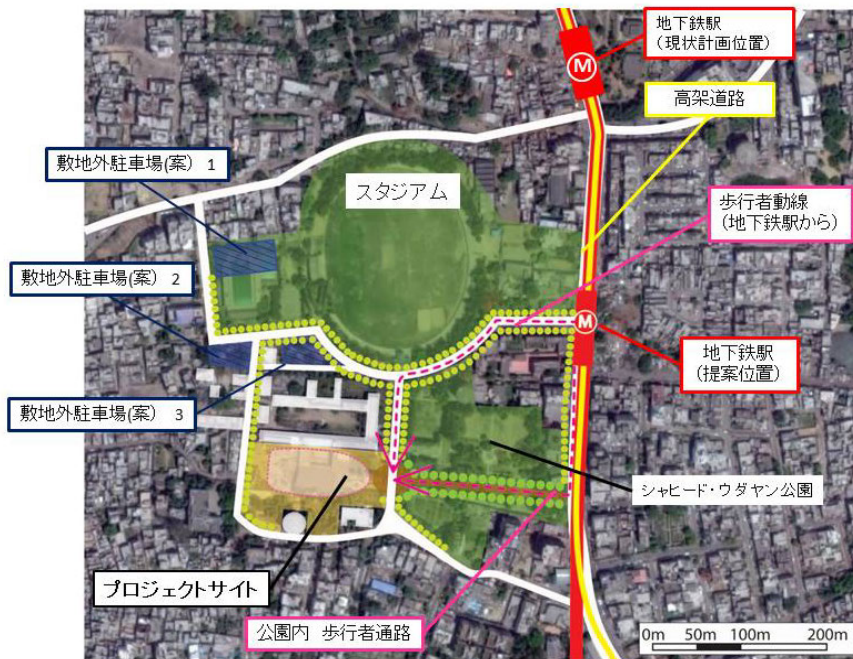 地下鉄駅
(現状計画位置)
M
高架道路
敷地外駐車場(案) 1
スタジアム
歩行者動線
(地下鉄駅から)
敷地外駐車場(案) 2
M
地下鉄駅
(提案位置)
敷地外駐車場(案) 3
シャヒード・ウダヤン公園
プロジェクトサイト
公園内 歩行者通路
0m 50m 100m 200m